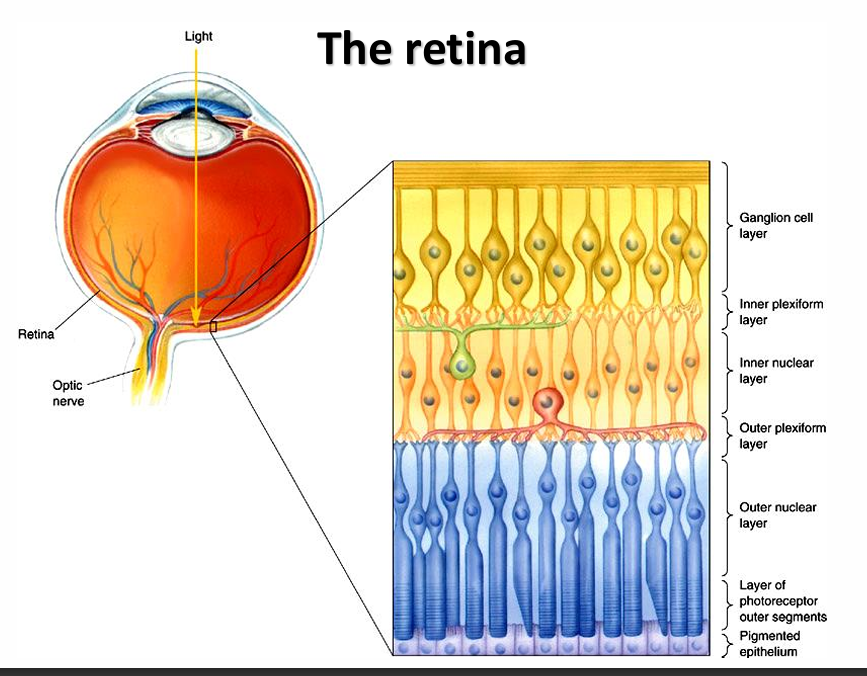 The retina
Light
Retina
Optic
nerve
Ganglion cell
layer
Inner plexiform
layer
Inner nuclear
layer
Outer plexiform
layer
Outer nuclear
layer
Layer of
photoreceptor
outer segments
Pigmented
epithelium